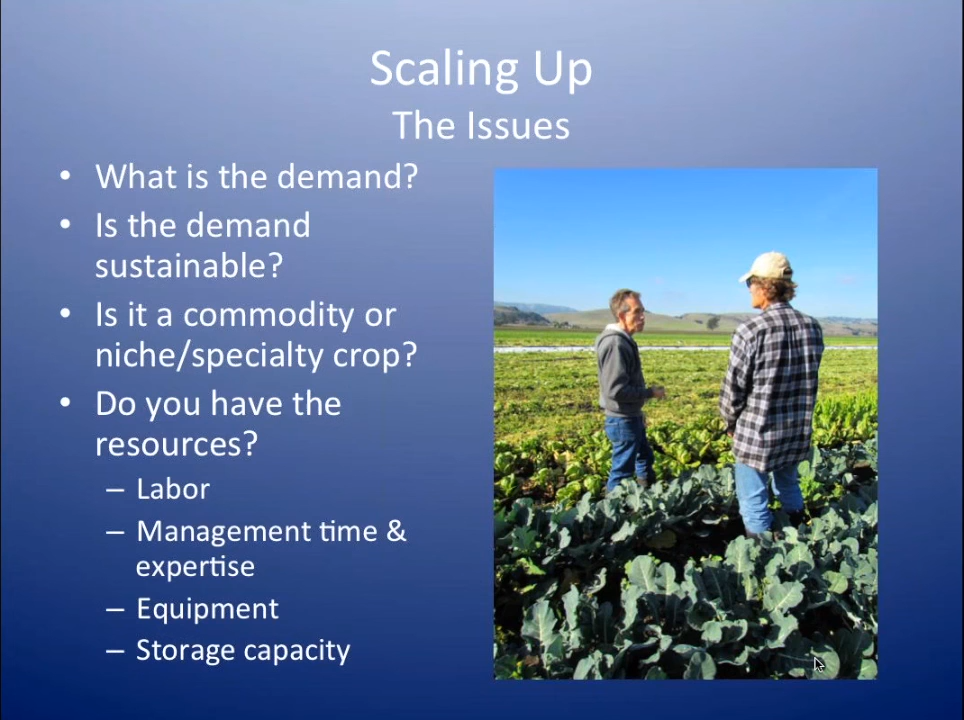 Scaling Up
The Issues
• What is the demand?
• Is the demand
sustainable?
• Is it a commodity or
niche/specialty crop?
• Do you have the
resources?
– Labor
– Management time &
expertise
– Equipment
– Storage capacity